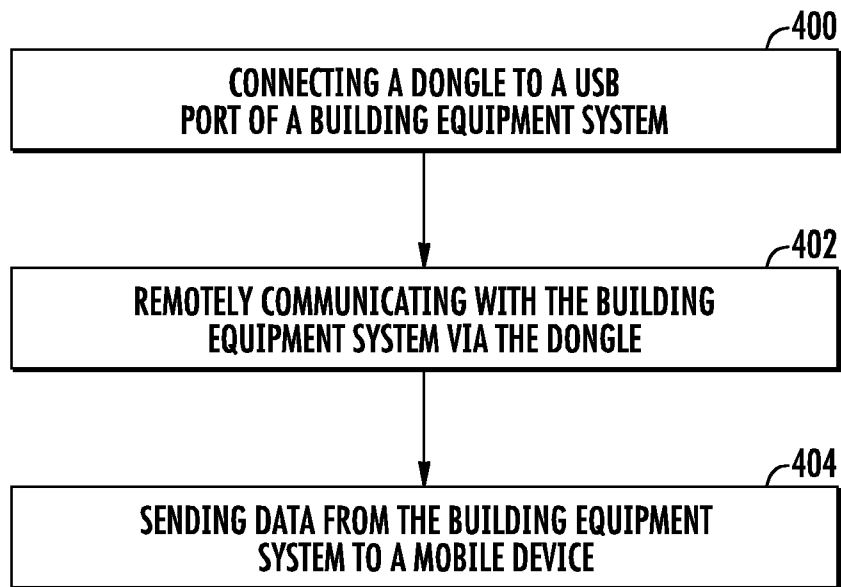 400
CONNECTING A DONGLE TO A USB
PORT OF A BUILDING EQUIPMENT SYSTEM
402
REMOTELY COMMUNICATING WITH THE BUILDING
EQUIPMENT SYSTEM VIA THE DONGLE
404
SENDING DATA FROM THE BUILDING EQUIPMENT
SYSTEM TO A MOBILE DEVICE